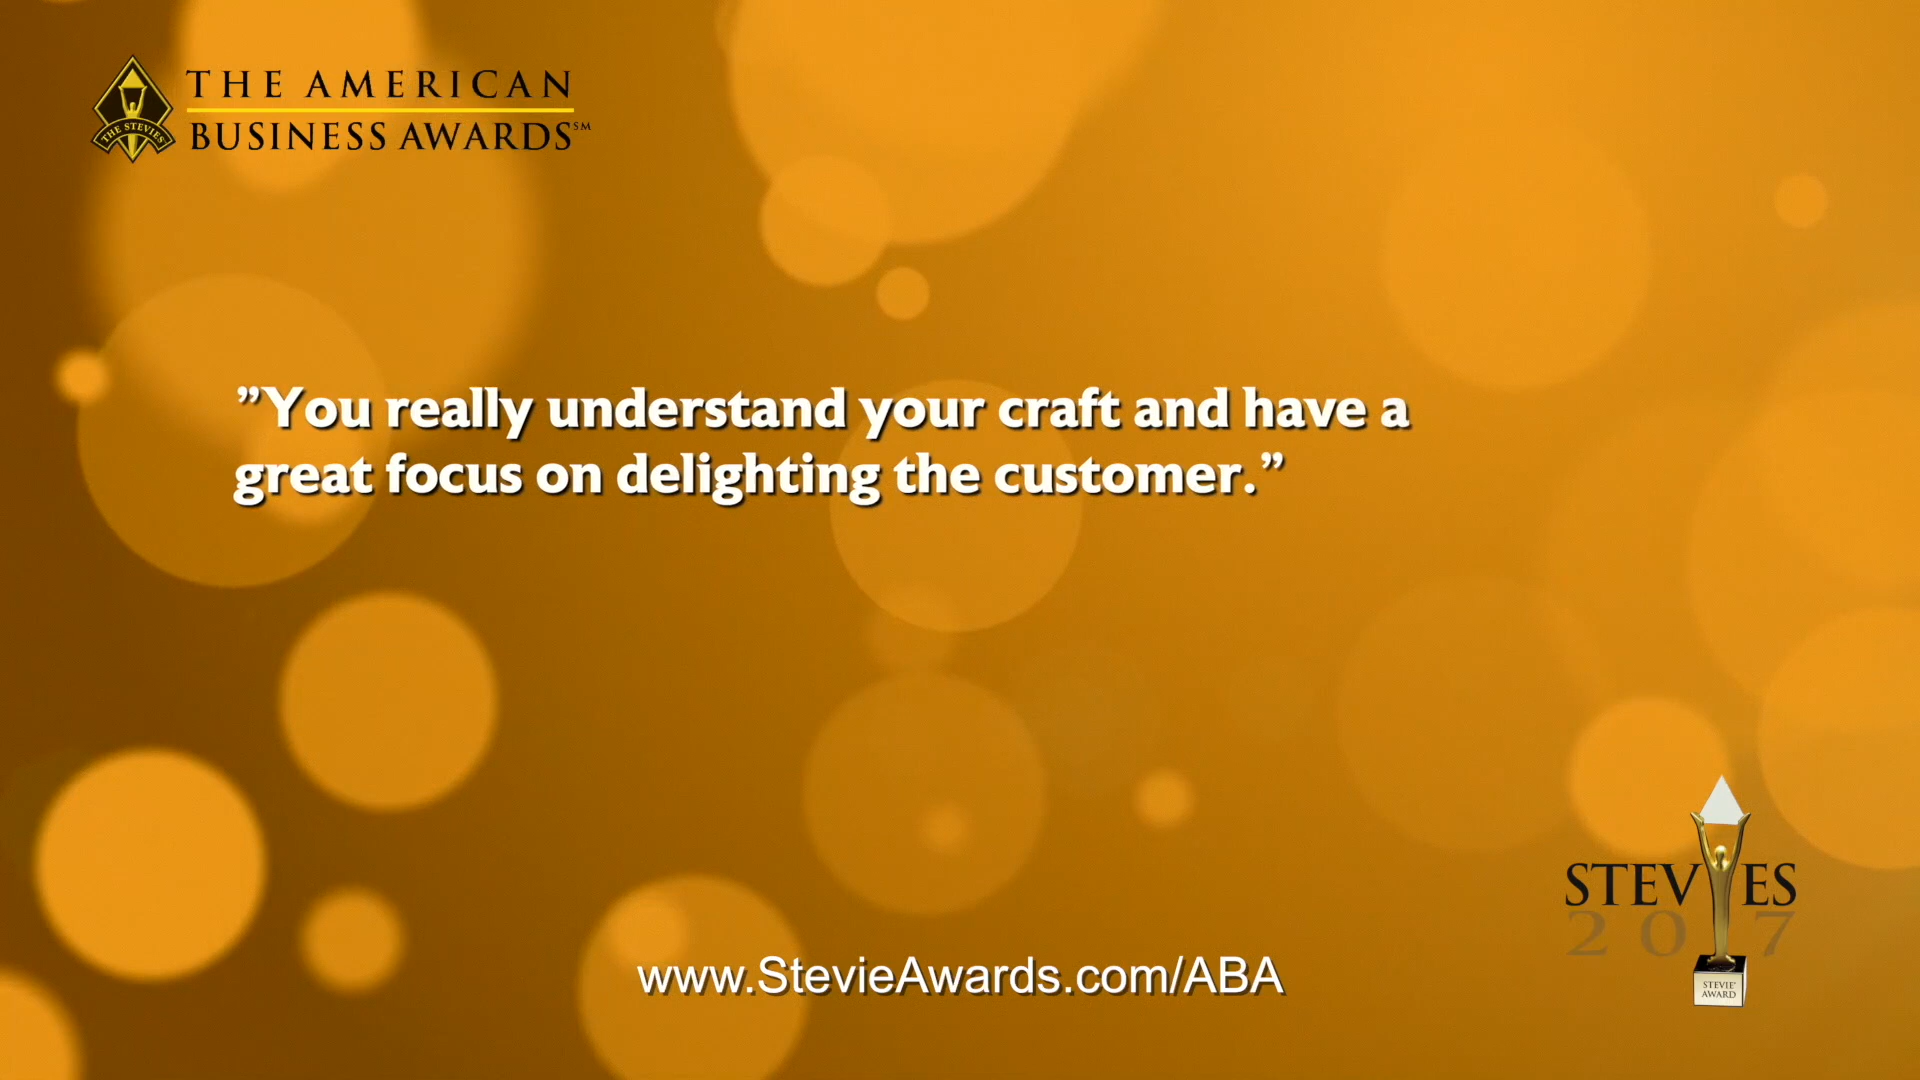 THE AMERICAN
BUSINESS AWARDS℠
THE STEVIES
”You really understand your craft and have a
great focus on delighting the customer.”
STEVIES
2017
STEVIE®
AWARD
www.StevieAwards.com/ABA